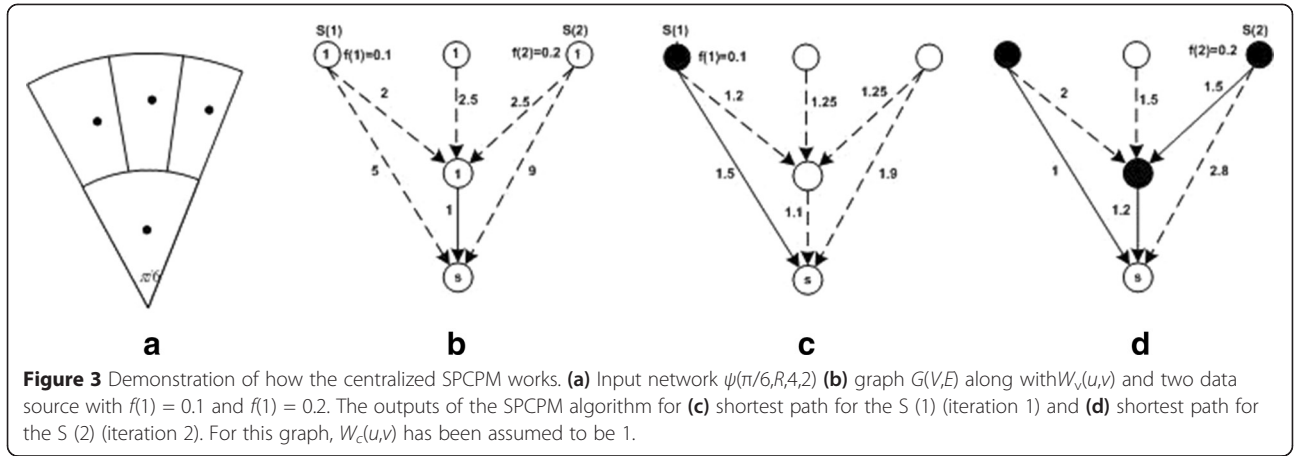 π/6
a
S(1)
1
f(1)=0.1
1
S(2)
f(2)=0.2
1
2
2.5
2.5
5
1
9
1
s
b
S(1)
f(1)=0.1
1.2
1.25
1.25
1.5
1.9
1.1
s
c
S(2)
f(2)=0.2
2
1.5
1.5
1
2.8
1.2
s
d
Figure 3 Demonstration of how the centralized SPCPM works. (a) Input network ψ(π/6,R,4,2) (b) graph G(V,E) along withWᵥ(u,v) and two data
source with f(1) = 0.1 and f(1) = 0.2. The outputs of the SPCPM algorithm for (c) shortest path for the S (1) (iteration 1) and (d) shortest path for
the S (2) (iteration 2). For this graph, W_c(u,v) has been assumed to be 1.